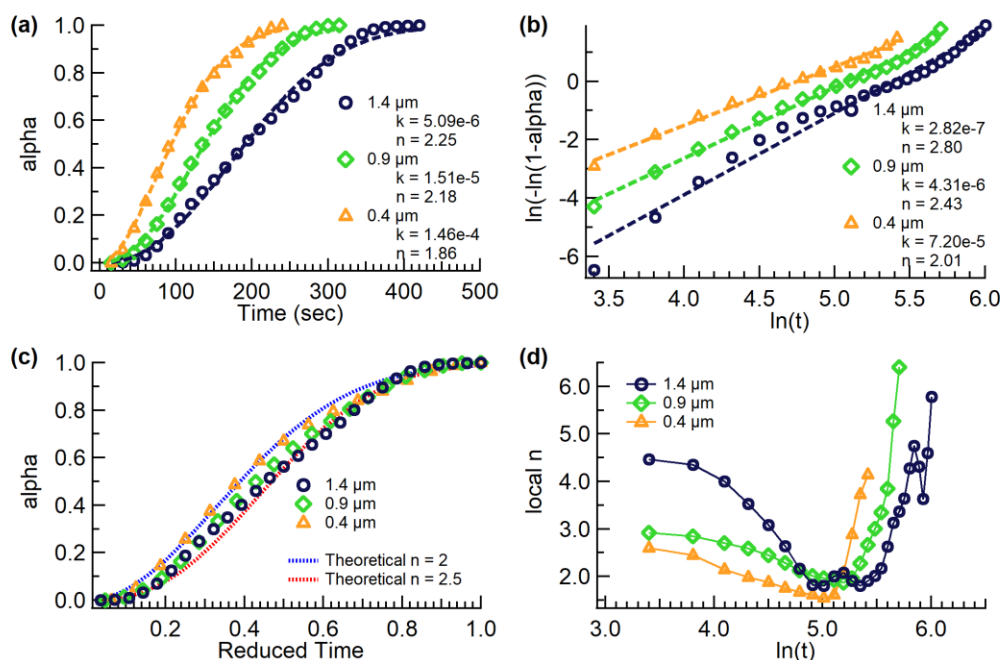 (a)
1.0
0.8
0.6
0.4
0.2
0.0
alpha
1.4 µm
k = 5.09e-6
n = 2.25
0.9 µm
k = 1.51e-5
n = 2.18
0.4 µm
k = 1.46e-4
n = 1.86
0
100
200
300
400
500
Time (sec)
(b)
0
-2
-4
-6
ln(-ln(1-alpha))
1.4 µm
k = 2.82e-7
n = 2.80
0.9 µm
k = 4.31e-6
n = 2.43
0.4 µm
k = 7.20e-5
n = 2.01
3.5
4.0
4.5
5.0
5.5
6.0
ln(t)
(c)
1.0
0.8
0.6
0.4
0.2
0.0
alpha
1.4 µm
0.9 µm
0.4 µm
Theoretical n = 2
Theoretical n = 2.5
0.2
0.4
0.6
0.8
1.0
Reduced Time
(d)
6.0
5.0
4.0
3.0
2.0
local n
1.4 µm
0.9 µm
0.4 µm
3.0
4.0
5.0
6.0
ln(t)